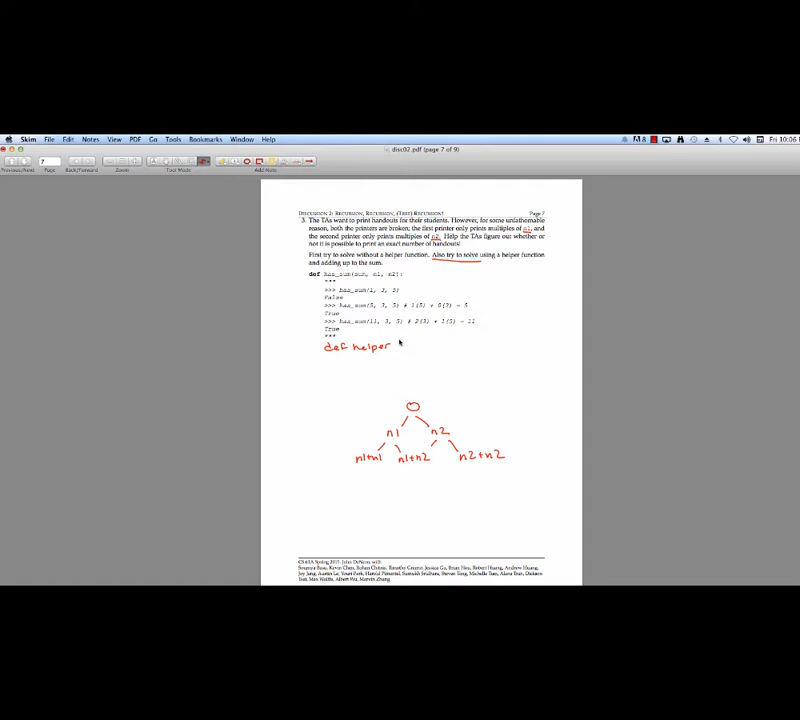 Skim File Edit View PDF Go Tools Bookmarks Window Help
Fri 10:06
disc02.pdf (page 7 of 9)
7
Previous/Next Page Back/Forward Zoom Tool Mode Add Note
DISCUSSION 2: RECURSION, RECURSION, (TREE) RECURSION! Page 7
3. The TAs want to print handouts for their students. However, for some unfathomable
reason, both the printers are broken; the first printer only prints multiples of n1, and
the second printer only prints multiples of n2. Help the TAs figure out whether or
not it is possible to print an exact number of handouts!
First try to solve without a helper function. Also try to solve using a helper function
and adding up to the sum.
def has_sum(sum, n1, n2):
"""
>>> has_sum(1, 3, 5)
False
>>> has_sum(5, 3, 5) # 1(5) + 0(3) = 5
True
>>> has_sum(11, 3, 5) # 2(3) + 1(5) = 11
True
"""
def helper
0
n1 n2
n1+n1 n1+n2 n2+n2
CS 61A Spring 2015: John DeNero, with